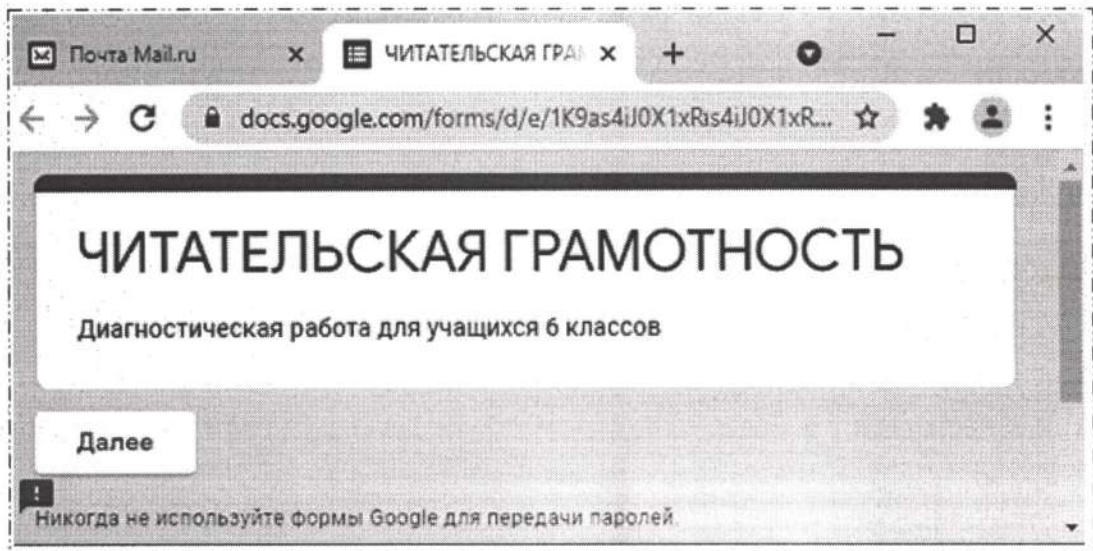 Почта Mail.ru
ЧИТАТЕЛЬСКАЯ ГРА
docs.google.com/forms/d/e/1K9as4iJ0X1xRis4iJ0X1xR...
ЧИТАТЕЛЬСКАЯ ГРАМОТНОСТЬ
Диагностическая работа для учащихся 6 классов
Далее
Никогда не используйте формы Google для передачи паролей.